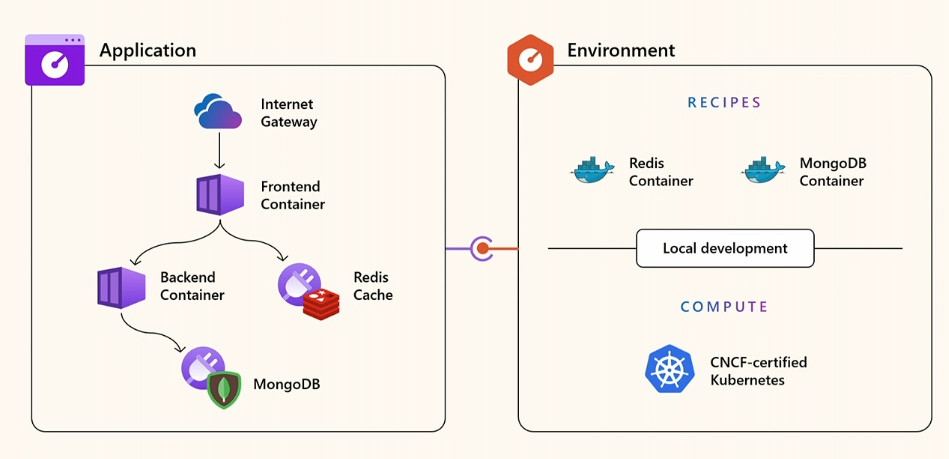 Application
Internet
Gateway
Frontend
Container
Backend
Container
Redis
Cache
MongoDB
Environment
RECIPES
Redis
Container
MongoDB
Container
Local development
COMPUTE
CNCF-certified
Kubernetes